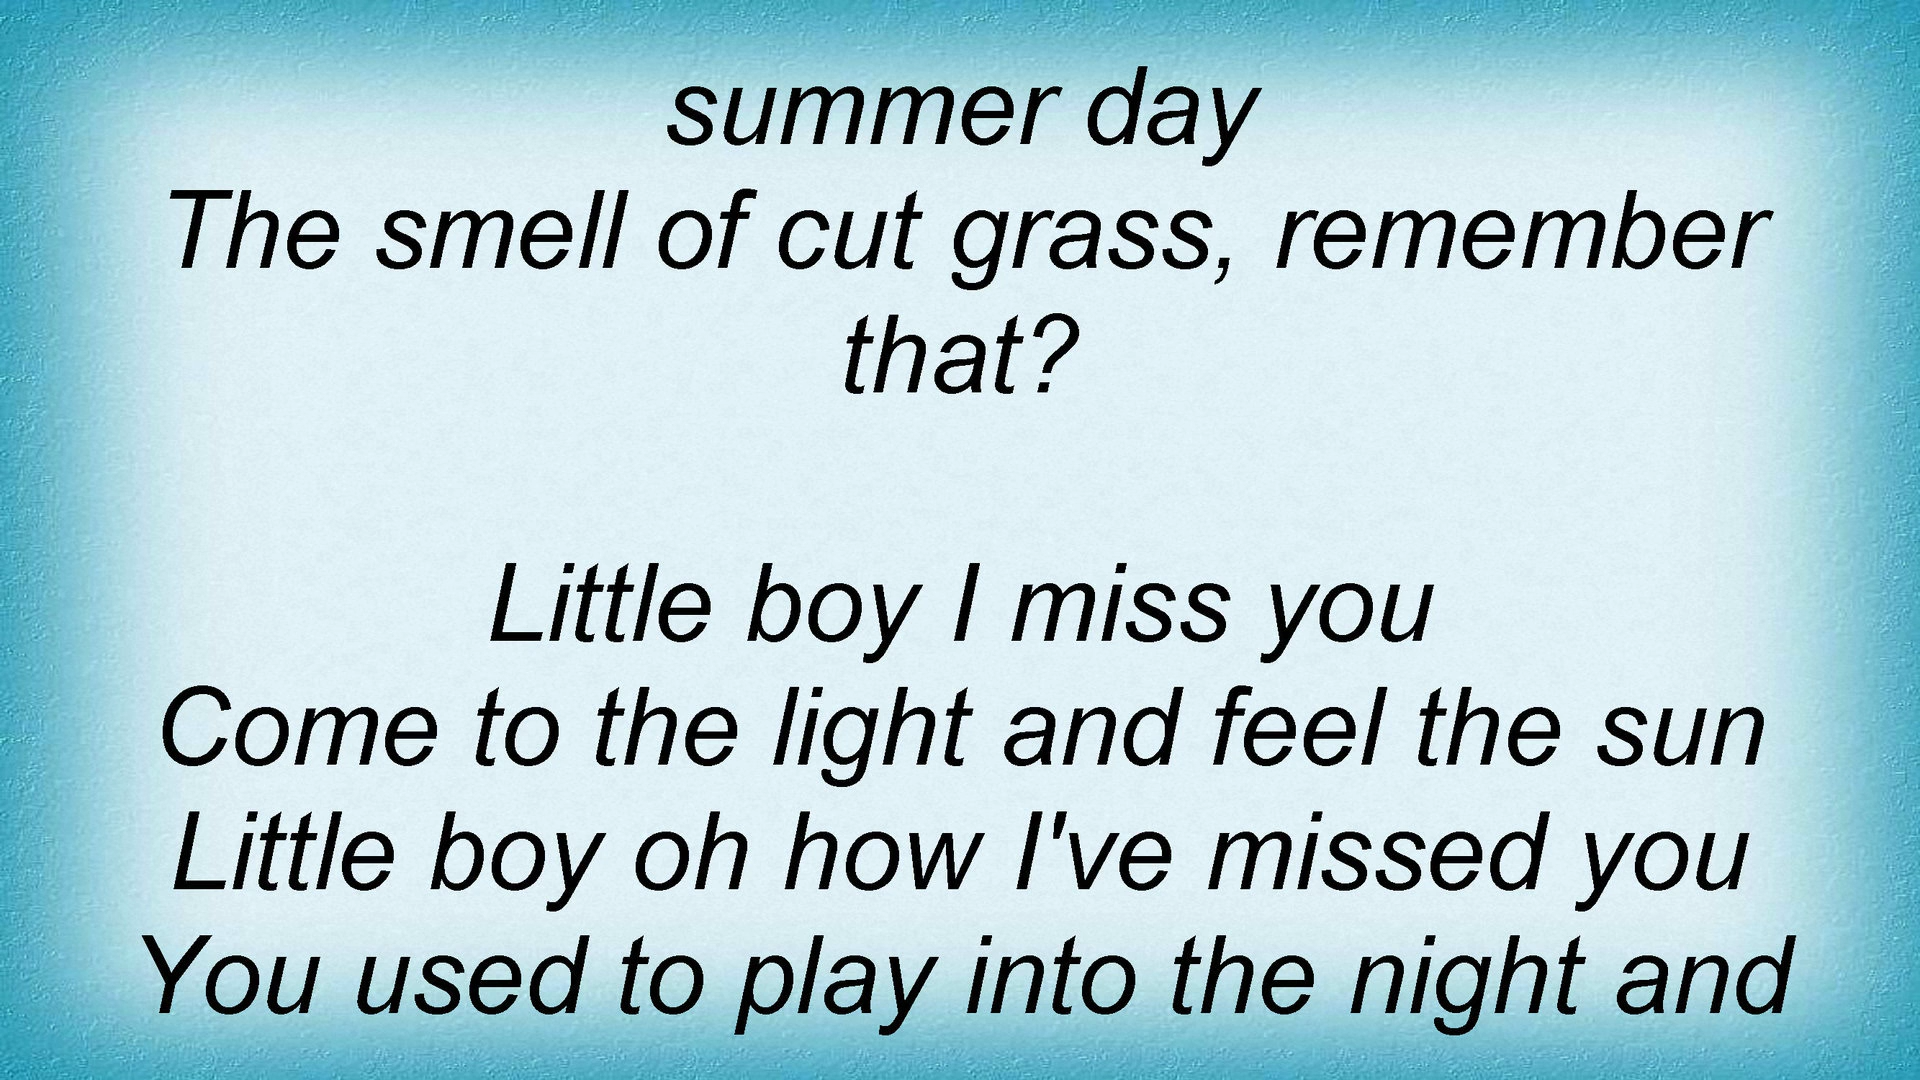 summer day
The smell of cut grass, remember
that?
Little boy I miss you
Come to the light and feel the sun
Little boy oh how I've missed you
You used to play into the night and